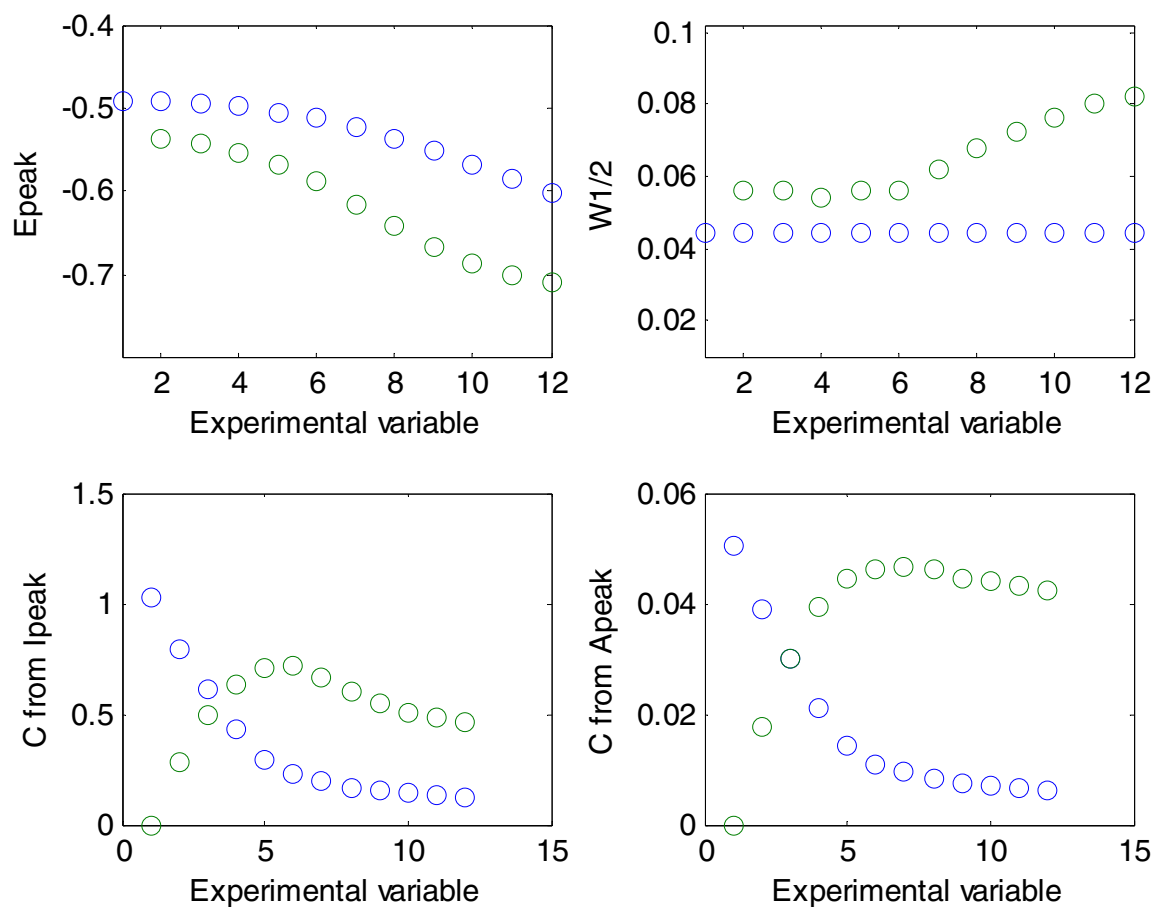 -0.4
-0.5
-0.6
-0.7
Epeak
2 4 6 8 10 12
Experimental variable
0.1
0.08
0.06
0.04
0.02
W1/2
2 4 6 8 10 12
Experimental variable
1.5
1
0.5
0
C from Ipeak
0 5 10 15
Experimental variable
0.06
0.04
0.02
0
C from Apeak
0 5 10 15
Experimental variable